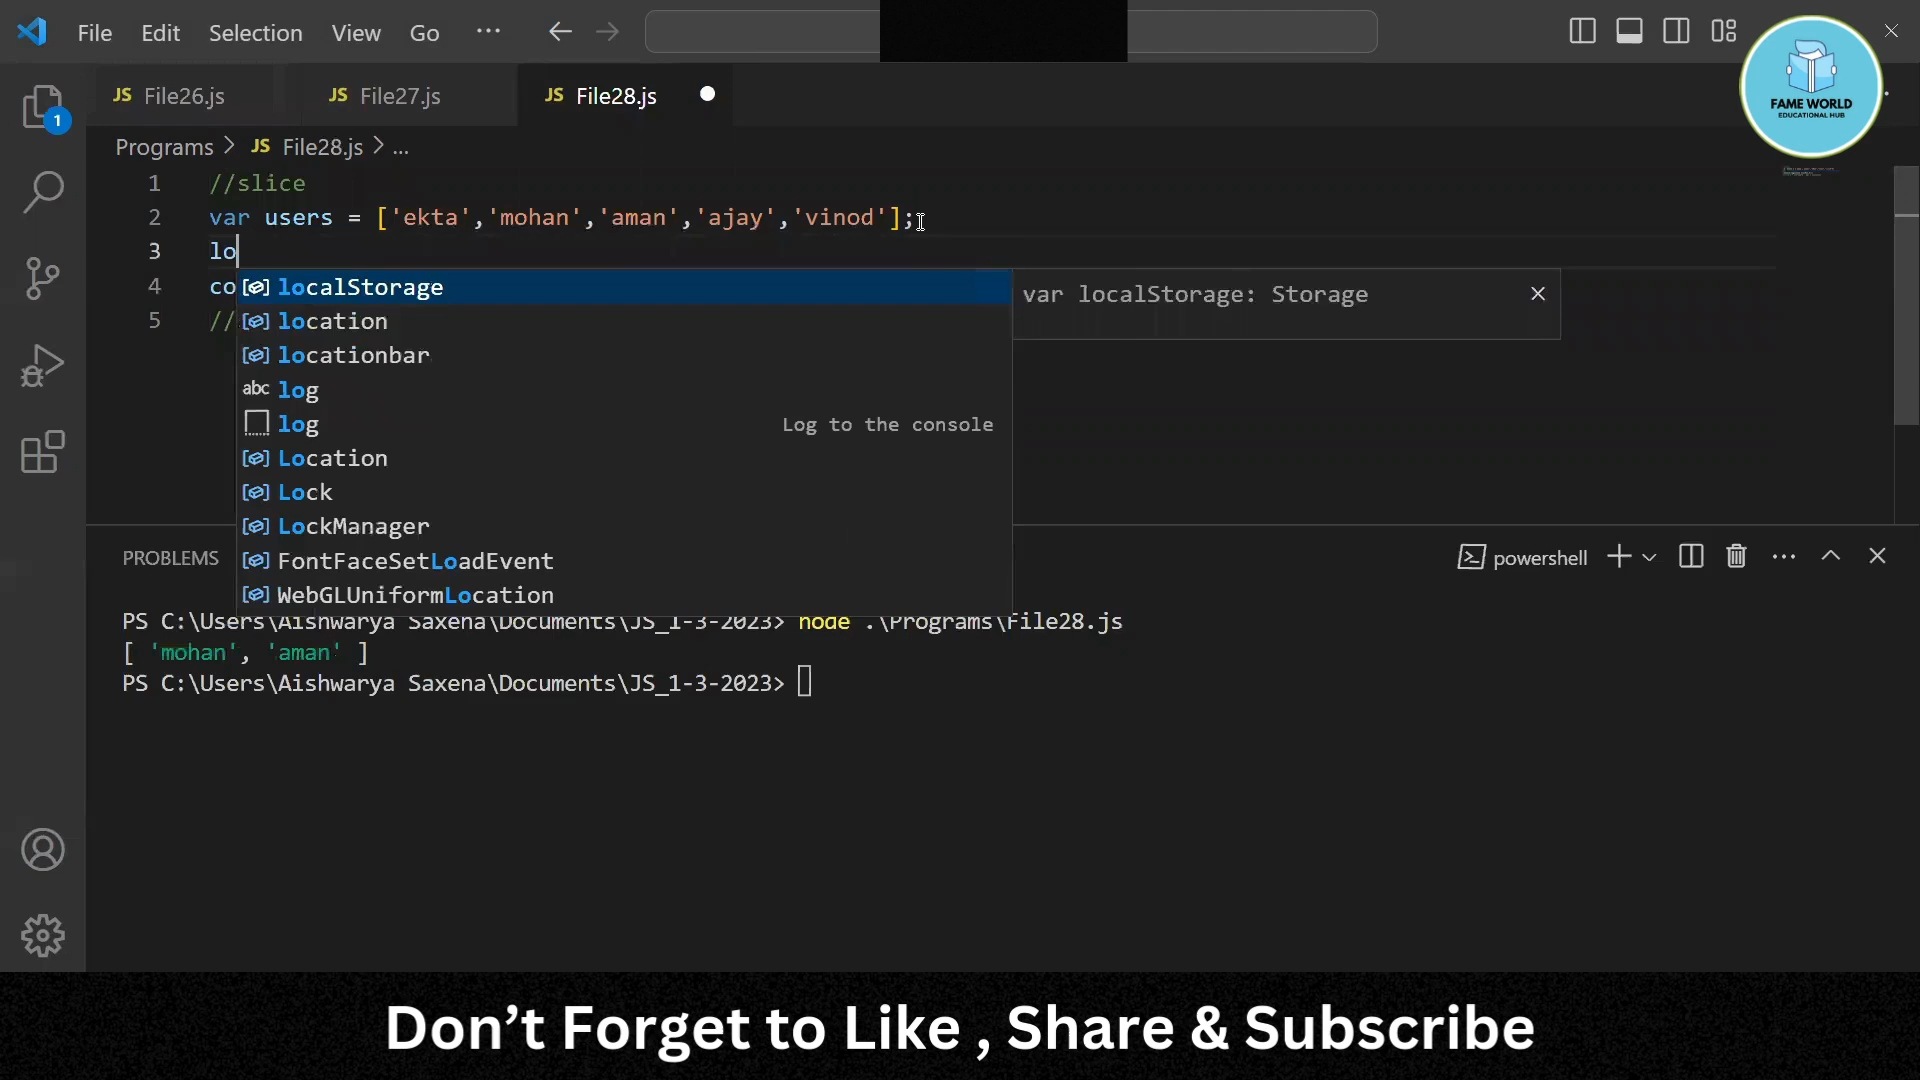 File Edit Selection View Go ...
FAME WORLD
EDUCATIONAL HUB
1
JS File26.js JS File27.js JS File28.js
Programs > JS File28.js > ...
1 //slice
2 var users = ['ekta','mohan','aman','ajay','vinod'];
3 lo
4 co
5 //
localStorage
location
locationbar
abc log
log Log to the console
Location
Lock
LockManager
FontFaceSetLoadEvent
WebGLUniformLocation
var localStorage: Storage
PROBLEMS
powershell
PS C:\Users\Aishwarya Saxena\Documents\JS_1-3-2023> node .\Programs\File28.js
[ 'mohan', 'aman' ]
PS C:\Users\Aishwarya Saxena\Documents\JS_1-3-2023>
Don’t Forget to Like , Share & Subscribe